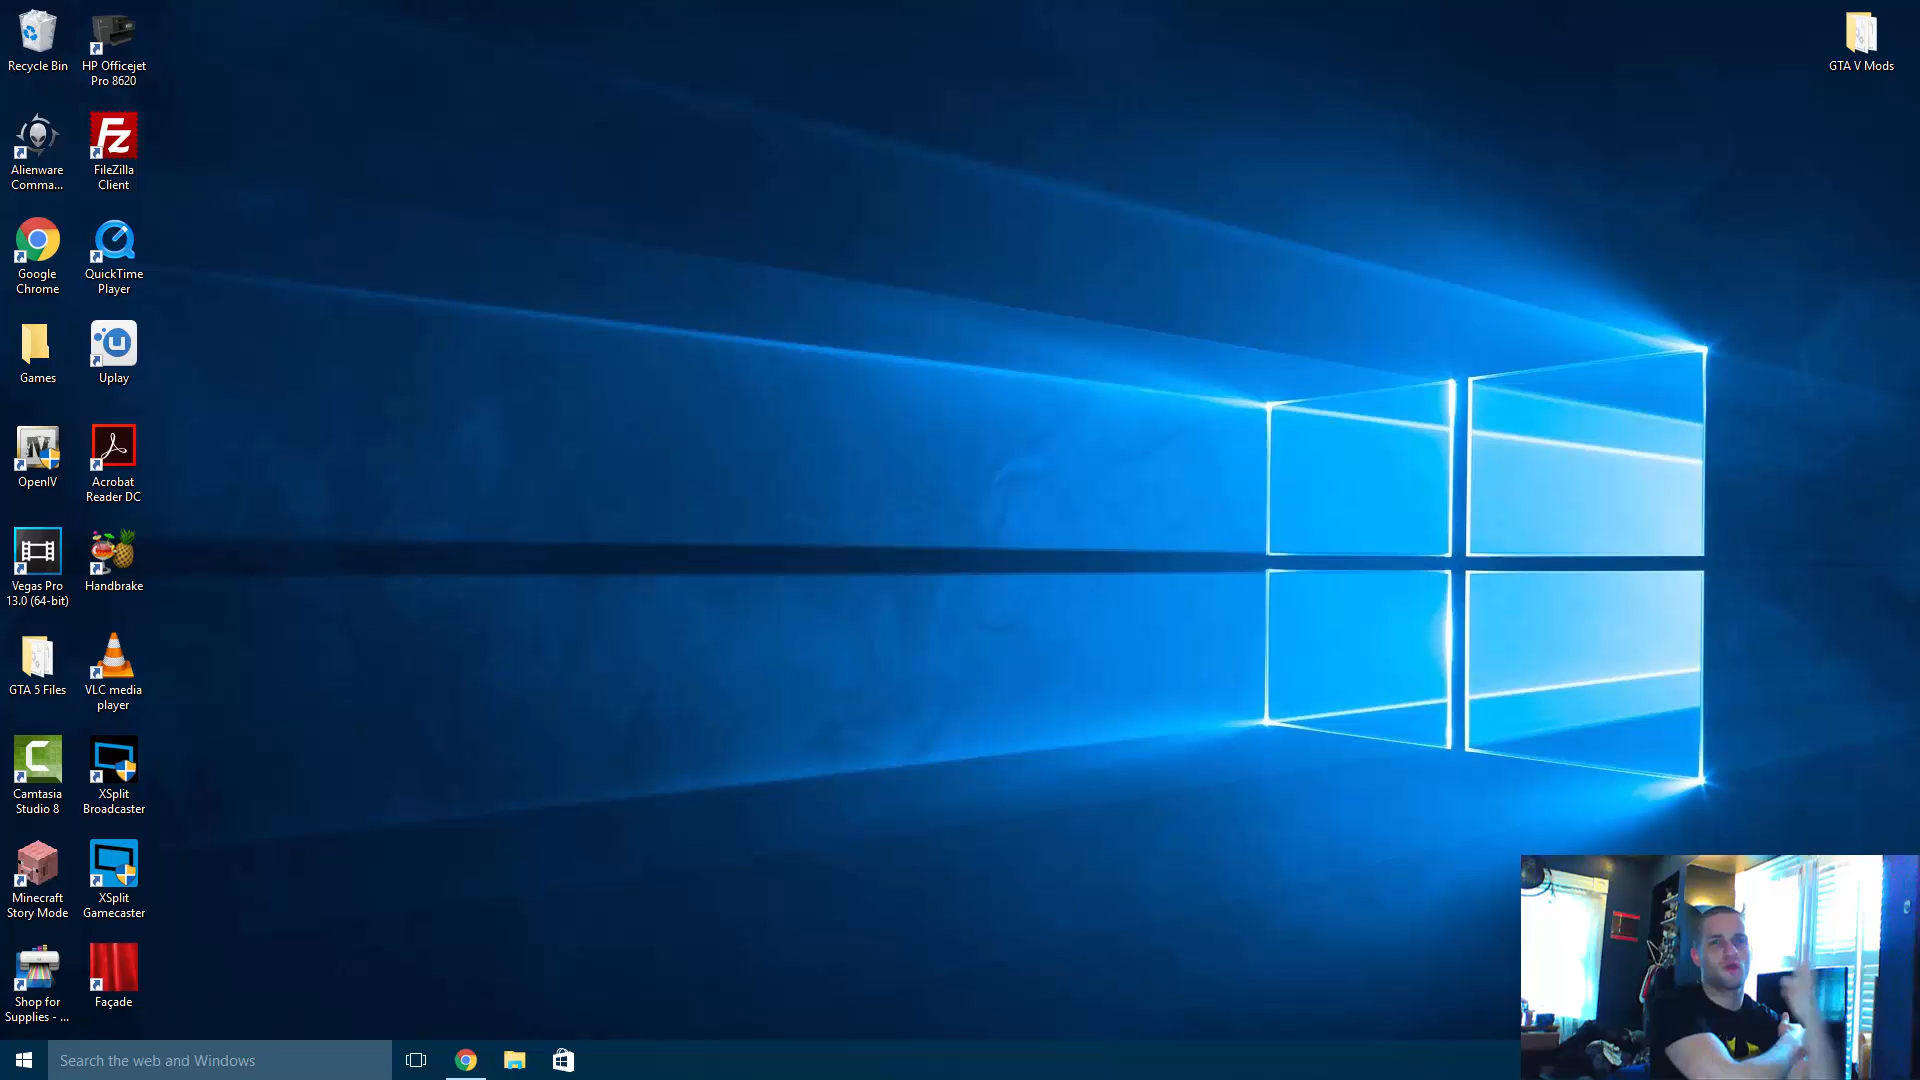 Recycle Bin
HP Officejet
Pro 8620
GTA V Mods
Alienware
Comma...
FileZilla
Client
Google
Chrome
QuickTime
Player
Games
Uplay
OpenIV
Acrobat
Reader DC
Vegas Pro
13.0 (64-bit)
Handbrake
GTA 5 Files
VLC media
player
Camtasia
Studio 8
XSplit
Broadcaster
Minecraft
Story Mode
XSplit
Gamecaster
Shop for
Supplies - ...
Façade
Search the web and Windows